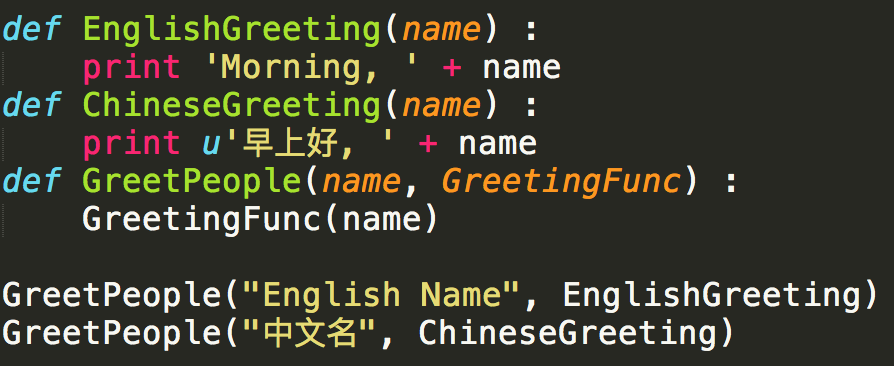 def EnglishGreeting(name) :
    print 'Morning, ' + name
def ChineseGreeting(name) :
    print u'早上好, ' + name
def GreetPeople(name, GreetingFunc) :
    GreetingFunc(name)
GreetPeople("English Name", EnglishGreeting)
GreetPeople("中文名", ChineseGreeting)